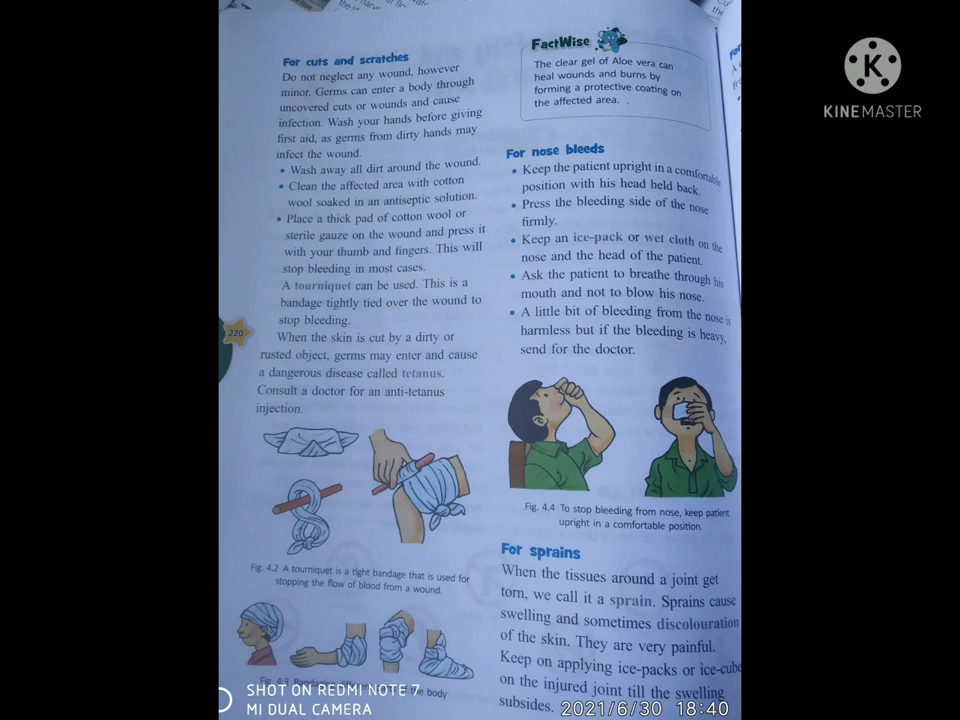 For cuts and scratches
Do not neglect any wound, however
minor. Germs can enter a body through
uncovered cuts or wounds and cause
infection. Wash your hands before giving
first aid, as germs from dirty hands may
infect the wound.
• Wash away all dirt around the wound.
• Clean the affected area with cotton
wool soaked in an antiseptic solution.
• Place a thick pad of cotton wool or
sterile gauze on the wound and press it
with your thumb and fingers. This will
stop bleeding in most cases.
A tourniquet can be used. This is a
bandage tightly tied over the wound to
stop bleeding.
When the skin is cut by a dirty or
rusted object, germs may enter and cause
a dangerous disease called tetanus.
Consult a doctor for an anti-tetanus
injection.
220
Fig. 4.2 A tourniquet is a tight bandage that is used for
stopping the flow of blood from a wound.
Fig. 4.3 Bandaging the body
FactWise
The clear gel of Aloe vera can
heal wounds and burns by
forming a protective coating on
the affected area.
For nose bleeds
• Keep the patient upright in a comfortable
position with his head held back.
• Press the bleeding side of the nose
firmly.
• Keep an ice-pack or wet cloth on the
nose and the head of the patient.
• Ask the patient to breathe through his
mouth and not to blow his nose.
• A little bit of bleeding from the nose is
harmless but if the bleeding is heavy,
send for the doctor.
Fig. 4.4 To stop bleeding from nose, keep patient
upright in a comfortable position.
For sprains
When the tissues around a joint get
torn, we call it a sprain. Sprains cause
swelling and sometimes discolouration
of the skin. They are very painful.
Keep on applying ice-packs or ice-cube
on the injured joint till the swelling
subsides.
K
KINEMASTER
SHOT ON REDMI NOTE 7
MI DUAL CAMERA
2021/6/30 18:40